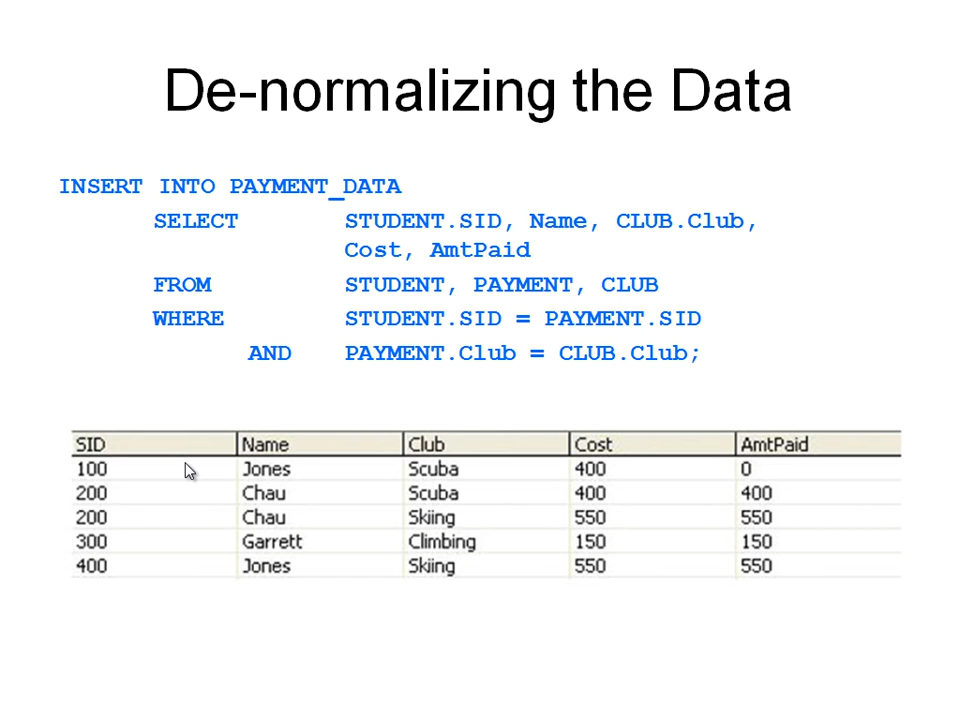 De-normalizing the Data
INSERT INTO PAYMENT_DATA
SELECT STUDENT.SID, Name, CLUB.Club,
Cost, AmtPaid
FROM STUDENT, PAYMENT, CLUB
WHERE STUDENT.SID = PAYMENT.SID
AND PAYMENT.Club = CLUB.Club;
SID Name Club Cost AmtPaid
100 Jones Scuba 400 0
200 Chau Scuba 400 400
200 Chau Skiing 550 550
300 Garrett Climbing 150 150
400 Jones Skiing 550 550